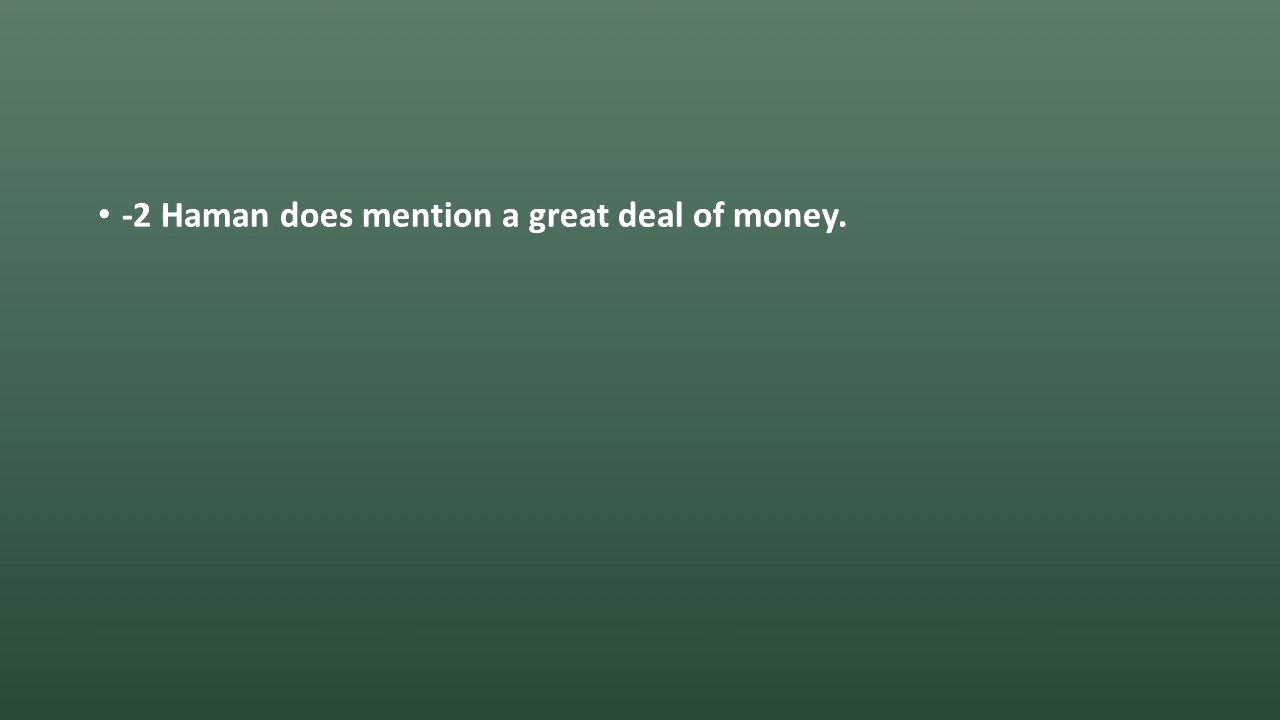 • -2 Haman does mention a great deal of money.